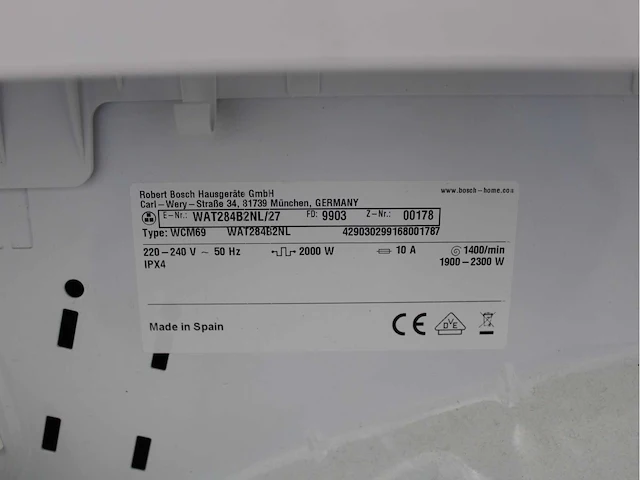 Robert Bosch Hausgeräte GmbH www.bosch-home.com
Carl-Wery-Straße 34, 81739 München, GERMANY
E-Nr.: WAT284B2NL/27 FD: 9903 Z-Nr.: 00178
Type: WCM69 WAT284B2NL 429030299168001787
220-240 V ~ 50 Hz 2000 W 10 A 1400/min
IPX4 1900-2300 W
Made in Spain CE DVE